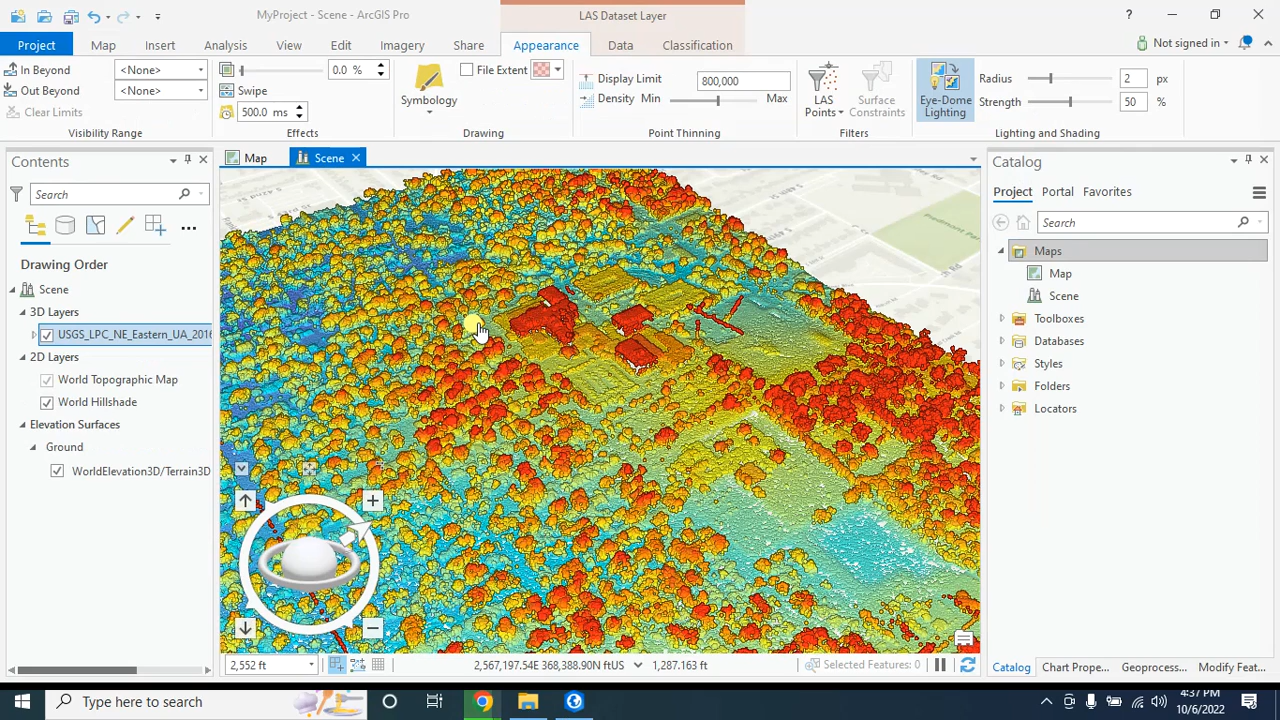 MyProject - Scene - ArcGIS Pro
LAS Dataset Layer
?
Project
Map
Insert
Analysis
View
Edit
Imagery
Share
Appearance
Data
Classification
Not signed in
In Beyond
<None>
Out Beyond
<None>
Clear Limits
Visibility Range
0.0 %
Swipe
500.0 ms
Effects
Symbology
File Extent
Drawing
Display Limit
800,000
Density
Min
Max
Point Thinning
LAS
Points
Surface
Constraints
Filters
Eye-Dome
Lighting
Radius
2
px
Strength
50
%
Lighting and Shading
Contents
Search
Drawing Order
Scene
3D Layers
USGS_LPC_NE_Eastern_UA_2016
2D Layers
World Topographic Map
World Hillshade
Elevation Surfaces
Ground
WorldElevation3D/Terrain3D
Map
Scene
2,552 ft
2,567,197.54E 368,388.90N ftUS
1,287.163 ft
Selected Features: 0
Catalog
Project
Portal
Favorites
Search
Maps
Map
Scene
Toolboxes
Databases
Styles
Folders
Locators
Catalog
Chart Prope...
Geoprocess...
Modify Feat...
Type here to search
4:37 PM
10/6/2022